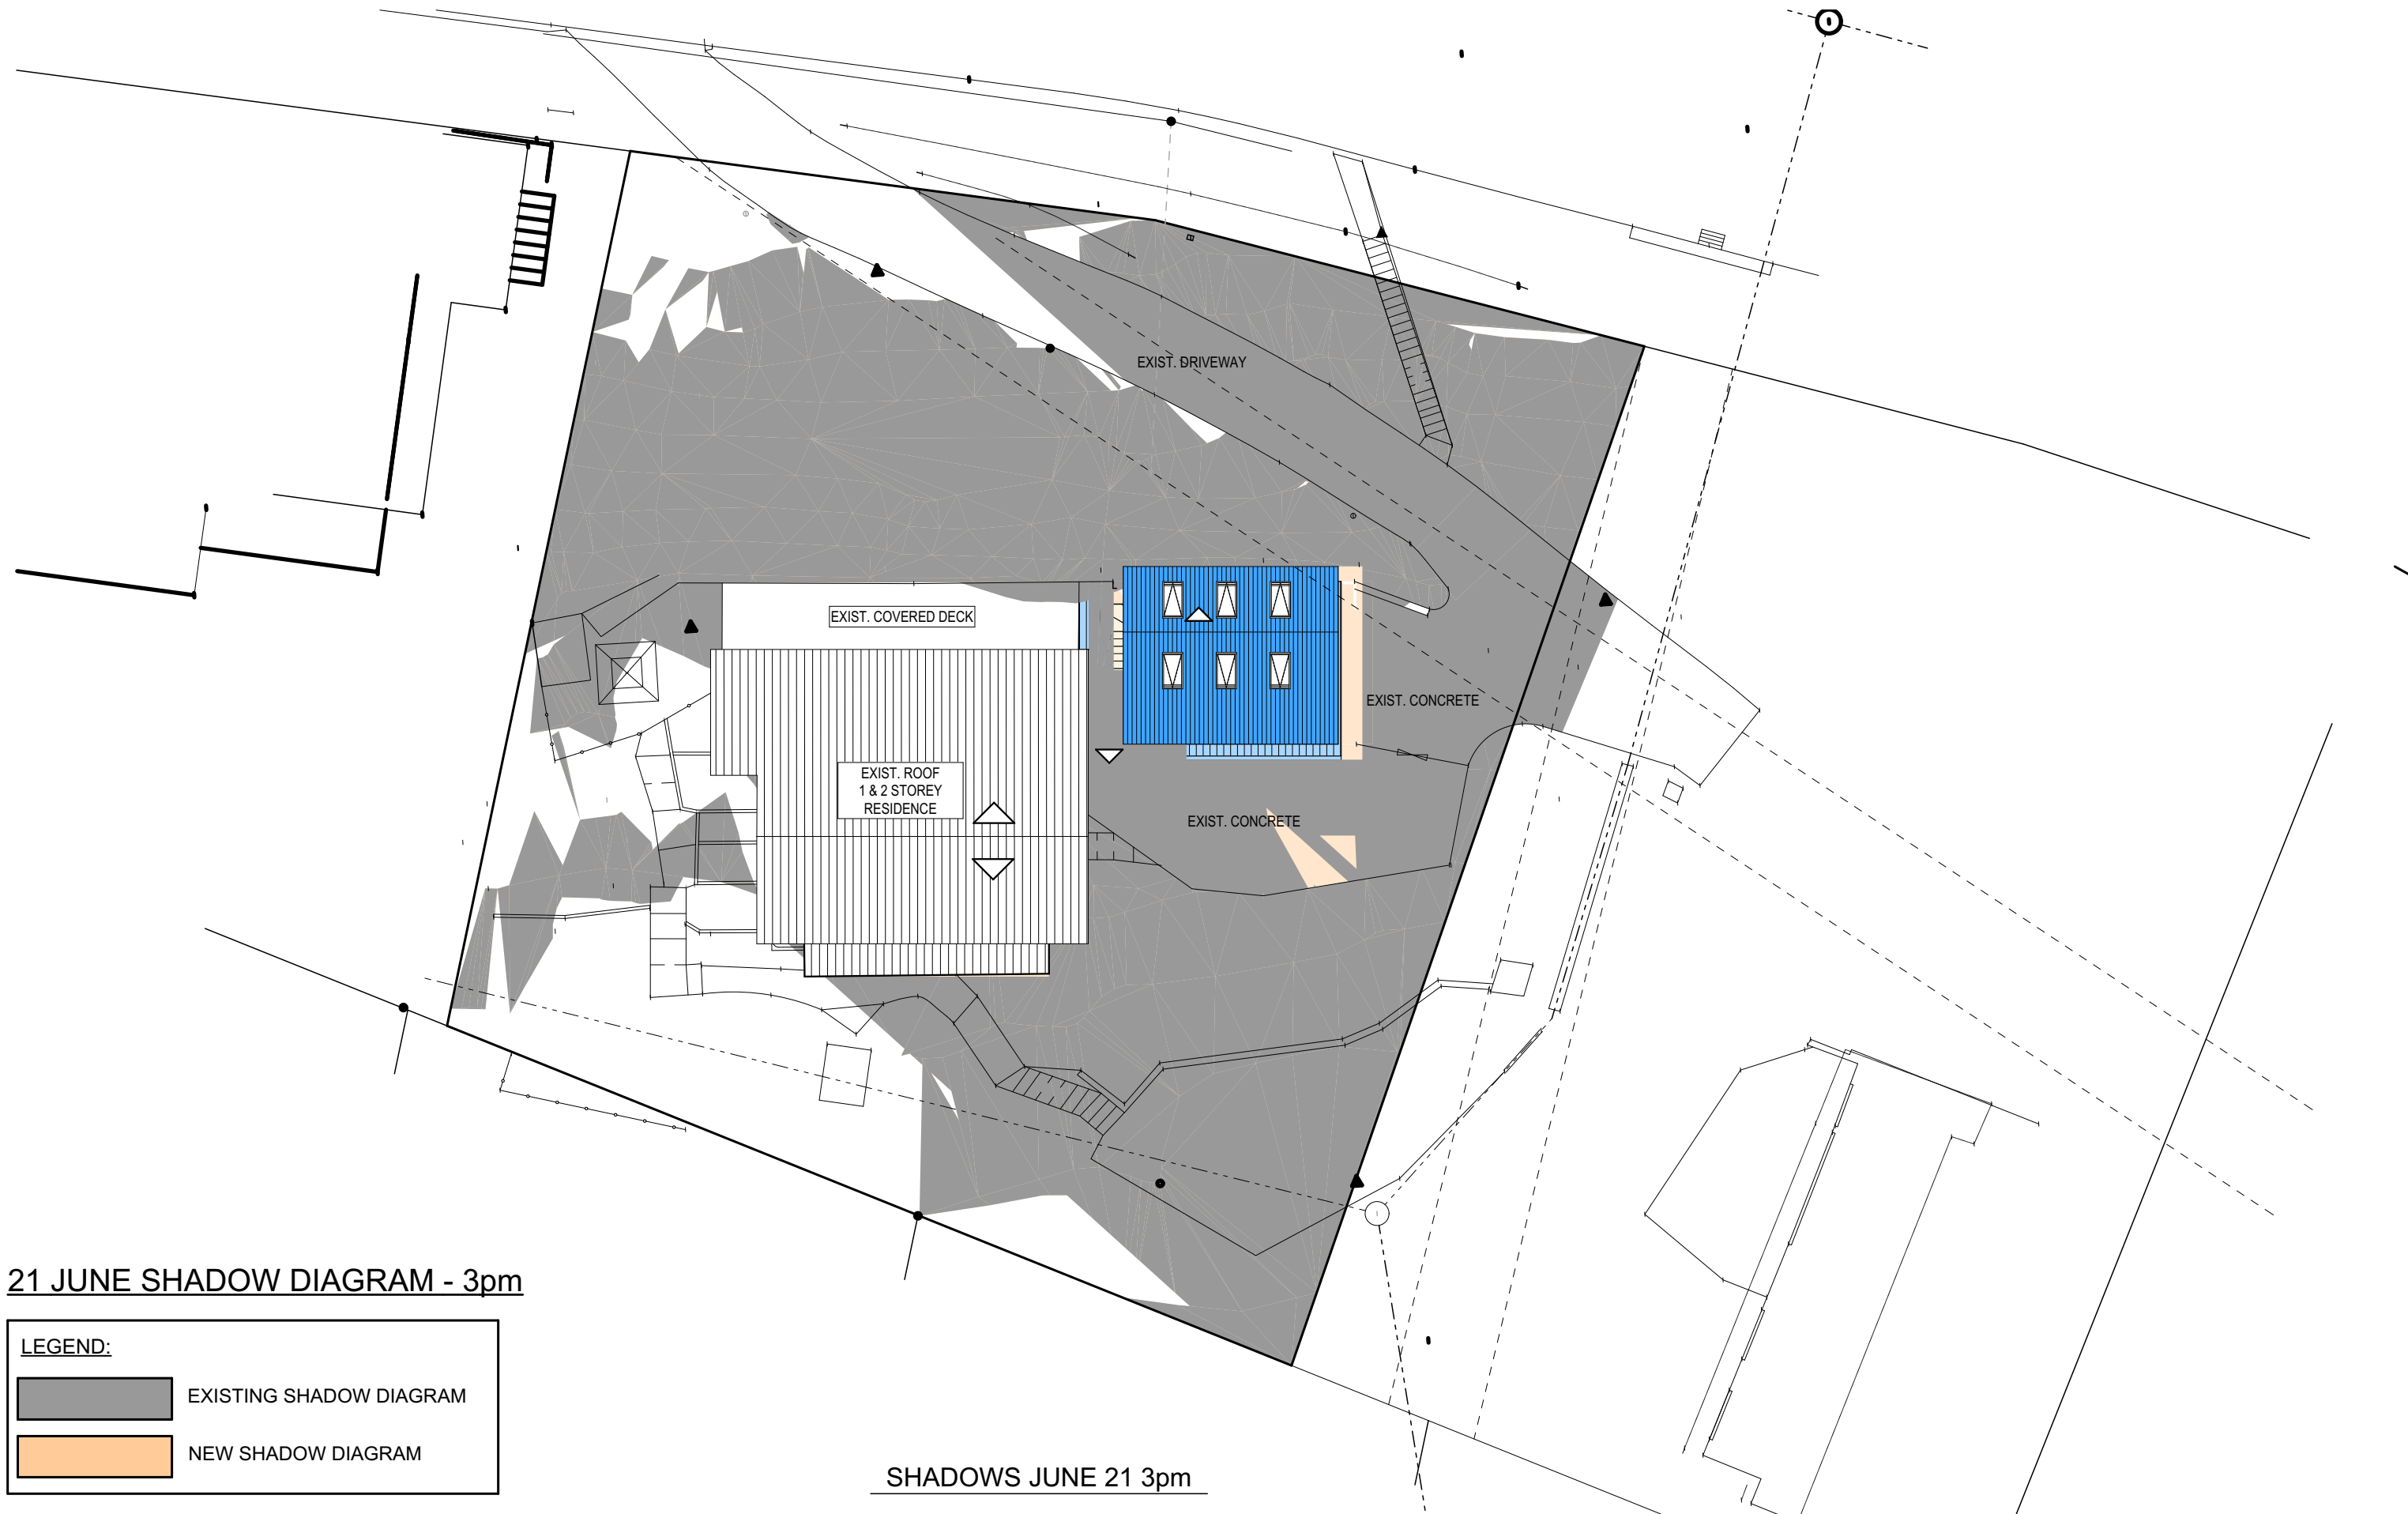 EXIST. DRIVEWAY
EXIST. COVERED DECK
EXIST. CONCRETE
EXIST. ROOF
1 & 2 STOREY
RESIDENCE
EXIST. CONCRETE
21 JUNE SHADOW DIAGRAM - 3pm
LEGEND:
EXISTING SHADOW DIAGRAM
NEW SHADOW DIAGRAM
SHADOWS JUNE 21 3pm